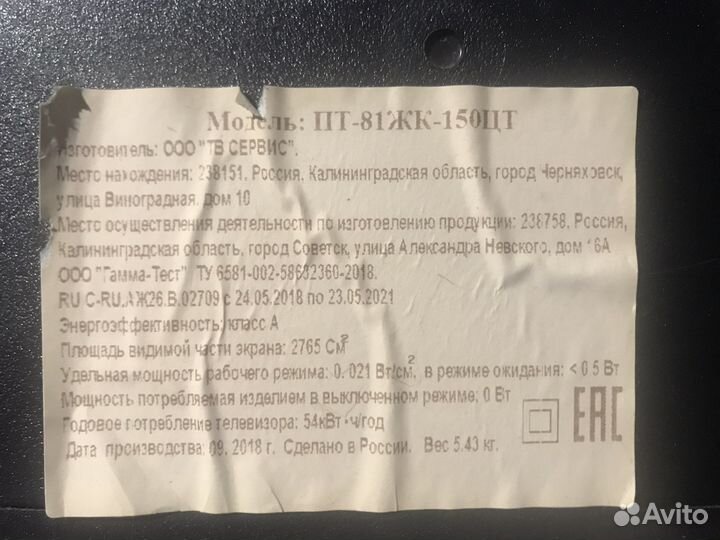 Модель: ПТ-81ЖК-150ЦТ
Изготовитель: ООО "ТВ СЕРВИС".
Место нахождения: 238151, Россия, Калининградская область, город Черняховск,
улица Виноградная, дом 10
Место осуществления деятельности по изготовлению продукции: 238758, Россия,
Калининградская область, город Советск, улица Александра Невского, дом 16А
ООО "Гамма-Тест" ТУ 6581-002-58682360-2018.
RU C-RU.АЖ26.В.02709 с 24.05.2018 по 23.05.2021
Энергоэффективность: класс А
Площадь видимой части экрана: 2765 См²
Удельная мощность рабочего режима: 0. 021 Вт/см², в режиме ожидания: < 0 5 Вт
Мощность потребляемая изделием в выключенном режиме: 0 Вт
Годовое потребление телевизора: 54кВт·ч/год
Дата производства: 09. 2018 г. Сделано в России. Вес 5.43 кг.
ЕАС
Avito